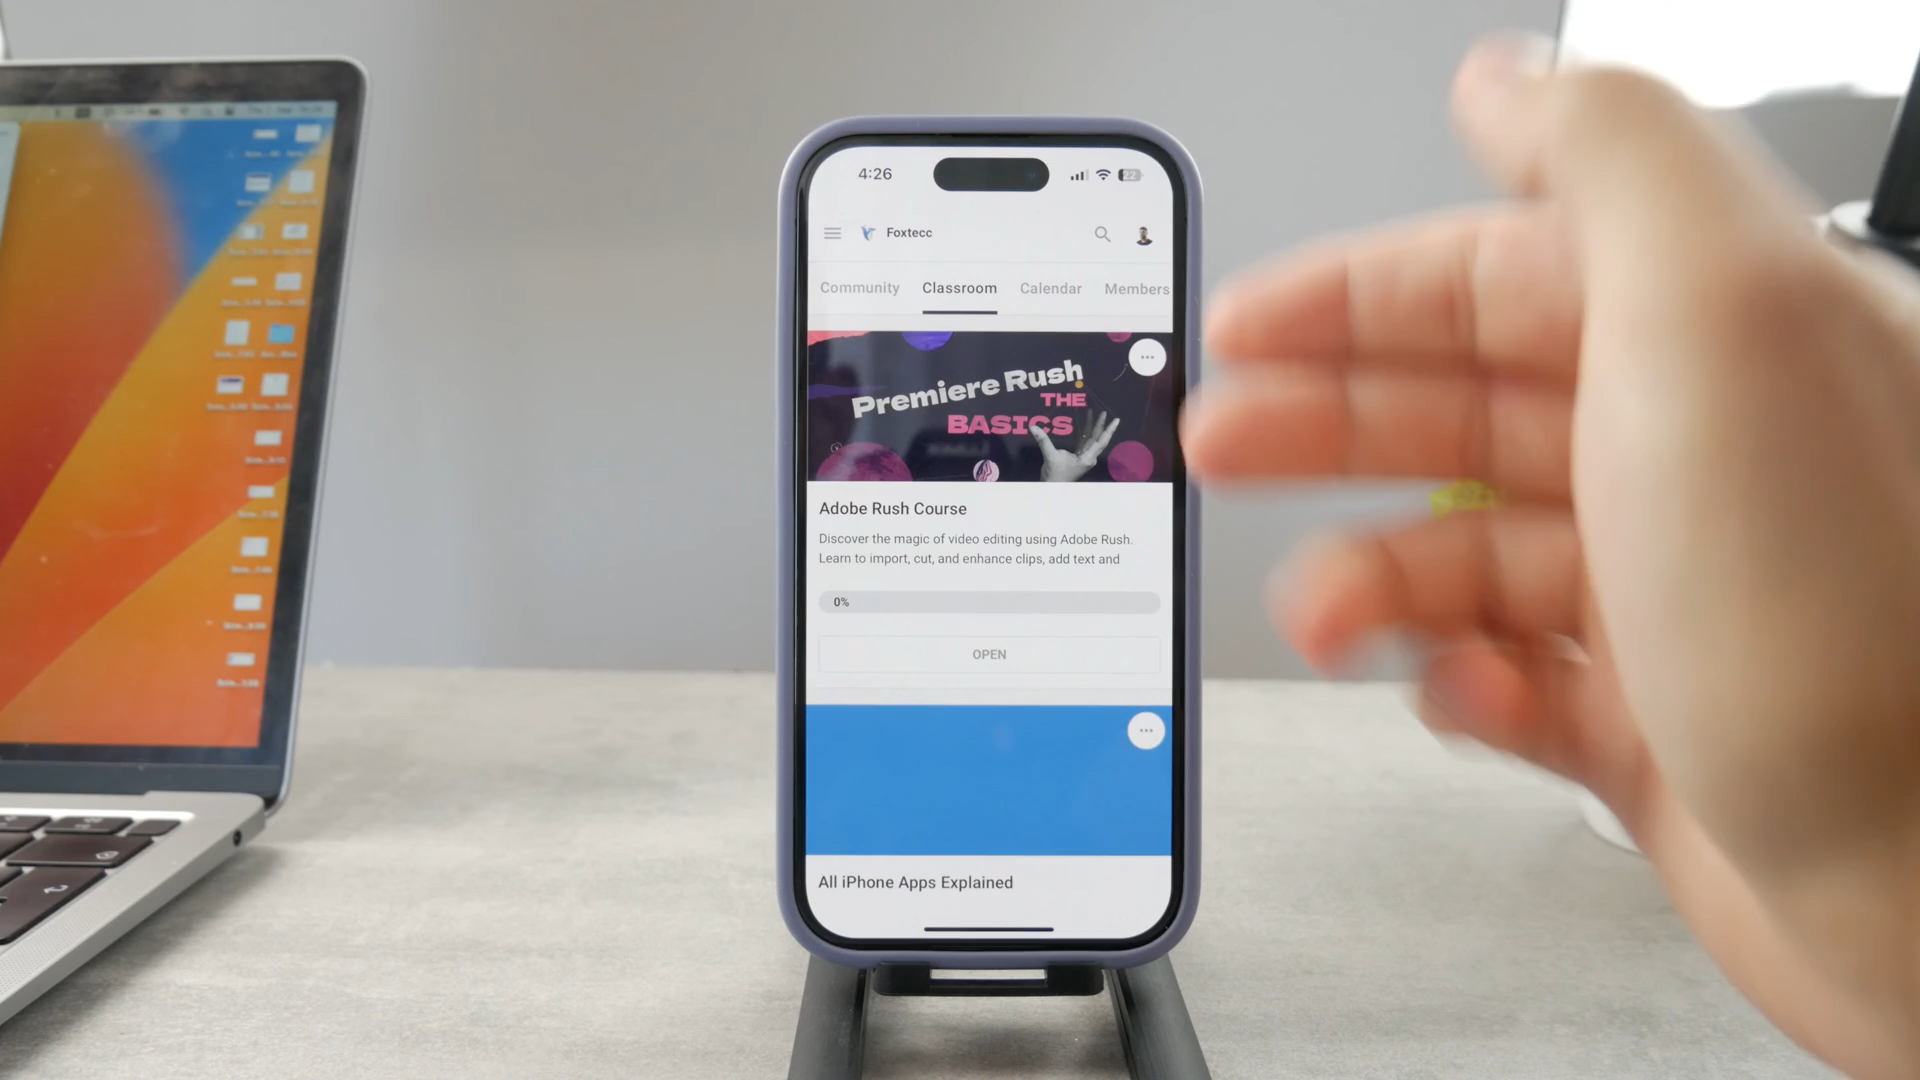 4:26
22
Foxtecc
Community Classroom Calendar Members
Premiere Rush
THE
BASICS
Adobe Rush Course
Discover the magic of video editing using Adobe Rush.
Learn to import, cut, and enhance clips, add text and
0%
OPEN
All iPhone Apps Explained